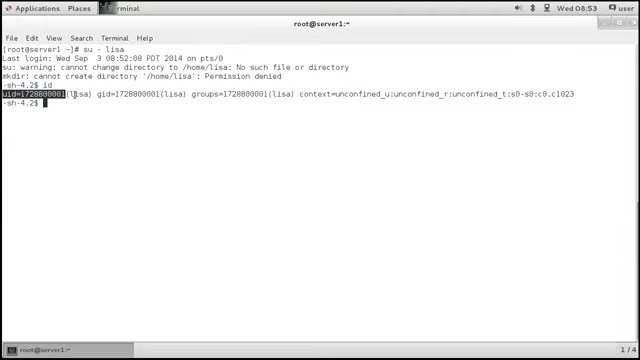 Applications Places Terminal Wed 08:53 user
root@server1:~
File Edit View Search Terminal Help
[root@server1 ~]# su - lisa
Last login: Wed Sep  3 08:52:08 PDT 2014 on pts/0
su: warning: cannot change directory to /home/lisa: No such file or directory
mkdir: cannot create directory '/home/lisa': Permission denied
-sh-4.2$ id
uid=1728800001(lisa) gid=1728800001(lisa) groups=1728800001(lisa) context=unconfined_u:unconfined_r:unconfined_t:s0-s0:c0.c1023
-sh-4.2$
root@server1:~ 1 / 4